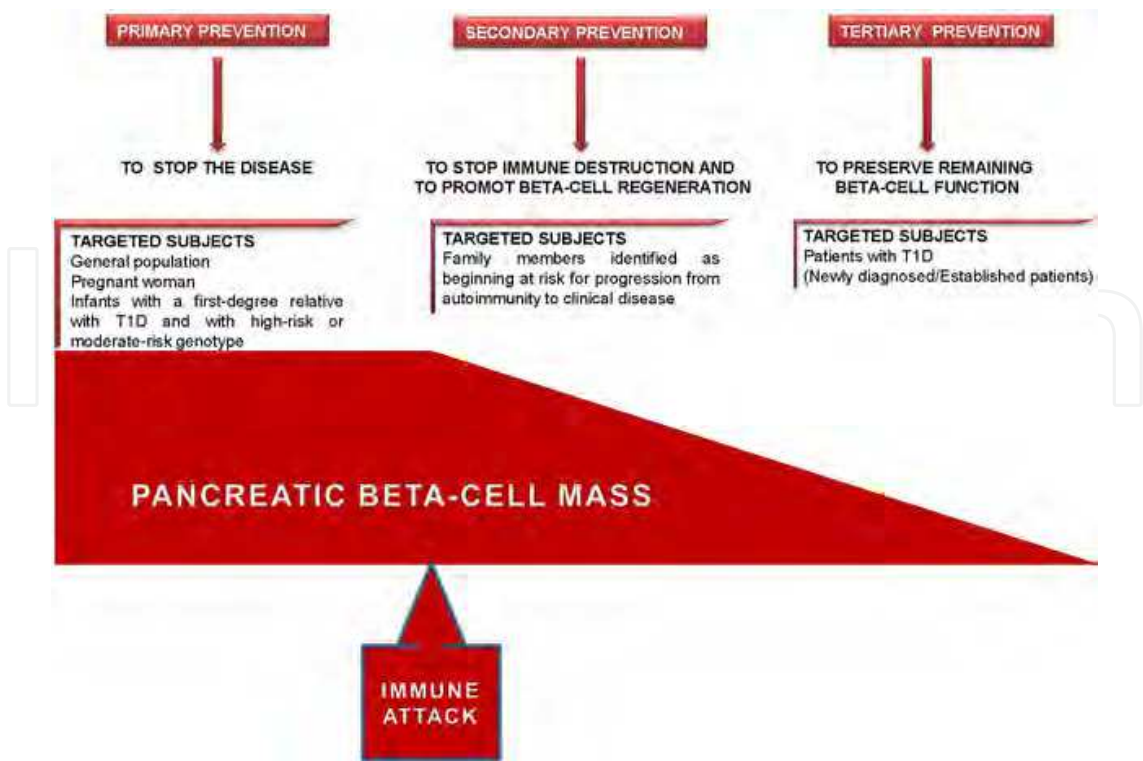 PRIMARY PREVENTION
SECONDARY PREVENTION
TERTIARY PREVENTION
TO STOP THE DISEASE
TO STOP IMMUNE DESTRUCTION AND
TO PROMOT BETA-CELL REGENERATION
TO PRESERVE REMAINING
BETA-CELL FUNCTION
TARGETED SUBJECTS
General population
Pregnant woman
Infants with a first-degree relative
with T1D and with high-risk or
moderate-risk genotype
TARGETED SUBJECTS
Family members identified as
beginning at risk for progression from
autoimmunity to clinical disease
TARGETED SUBJECTS
Patients with T1D
(Newly diagnosed/Established patients)
PANCREATIC BETA-CELL MASS
IMMUNE
ATTACK